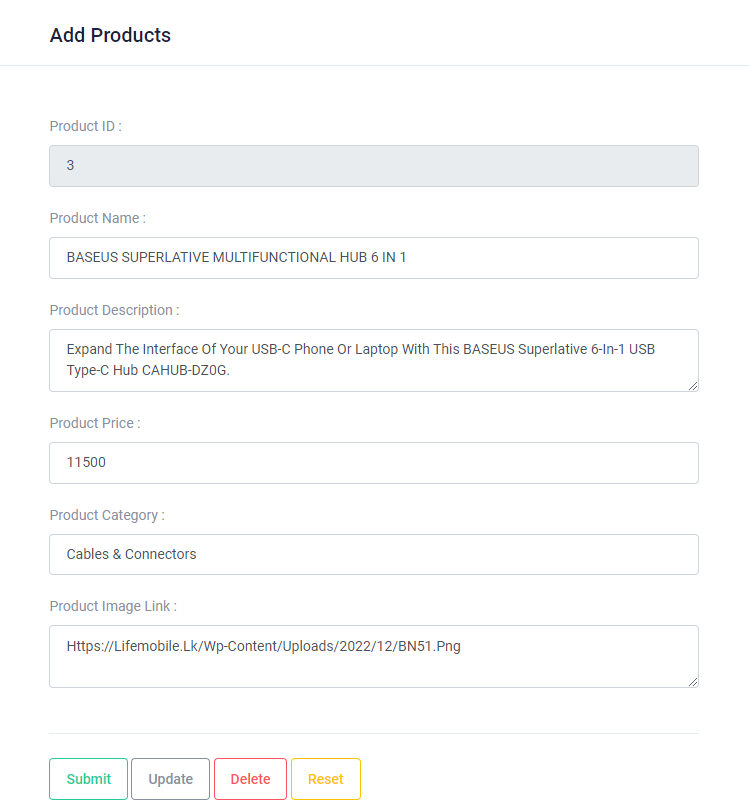 Add Products
Product ID :
3
Product Name :
BASEUS SUPERLATIVE MULTIFUNCTIONAL HUB 6 IN 1
Product Description :
Expand The Interface Of Your USB-C Phone Or Laptop With This BASEUS Superlative 6-In-1 USB
Type-C Hub CAHUB-DZ0G.
Product Price :
11500
Product Category :
Cables & Connectors
Product Image Link :
Https://Lifemobile.Lk/Wp-Content/Uploads/2022/12/BN51.Png
Submit Update Delete Reset